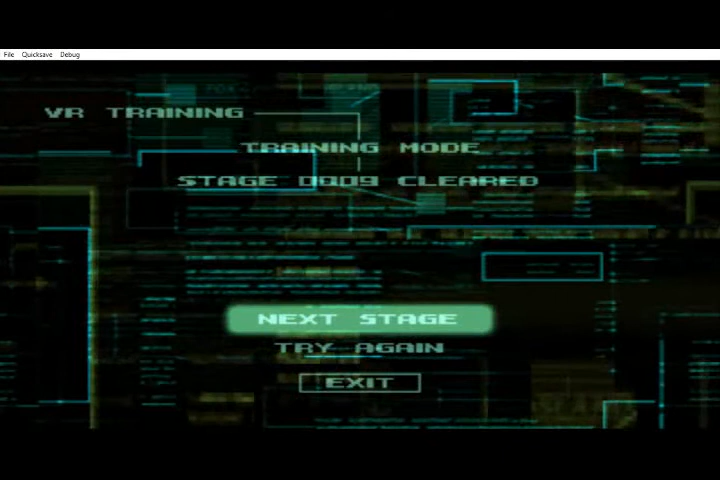 File Quicksave Debug
VR TRAINING
TRAINING MODE
STAGE 0009 CLEARED
NEXT STAGE
TRY AGAIN
EXIT